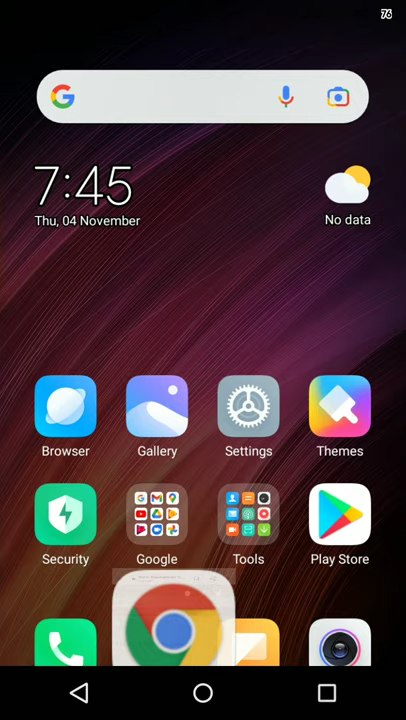 76
7:45
Thu, 04 November
No data
Browser
Gallery
Settings
Themes
Security
Google
Tools
Play Store